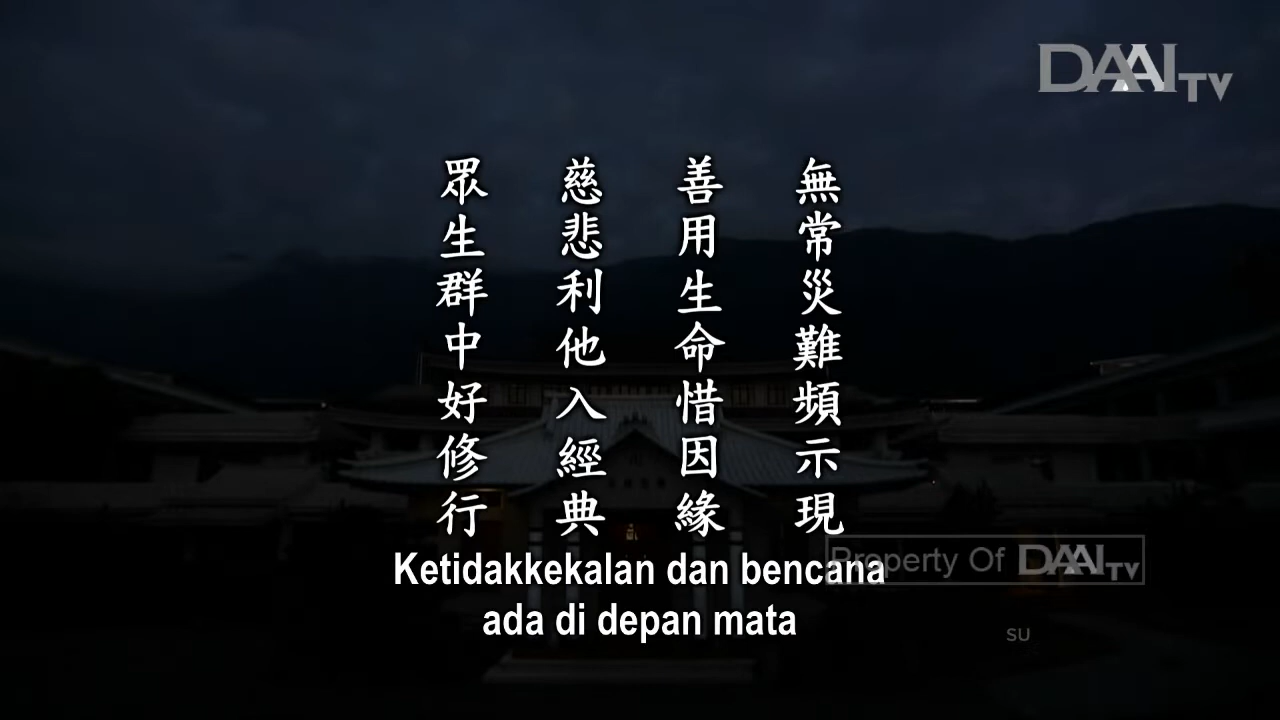 DAAI TV
無常災難頻示現
善用生命惜因緣
慈悲利他入經典
眾生群中好修行
Ketidakkekalan dan bencana
ada di depan mata
Property Of DAAI TV
SU